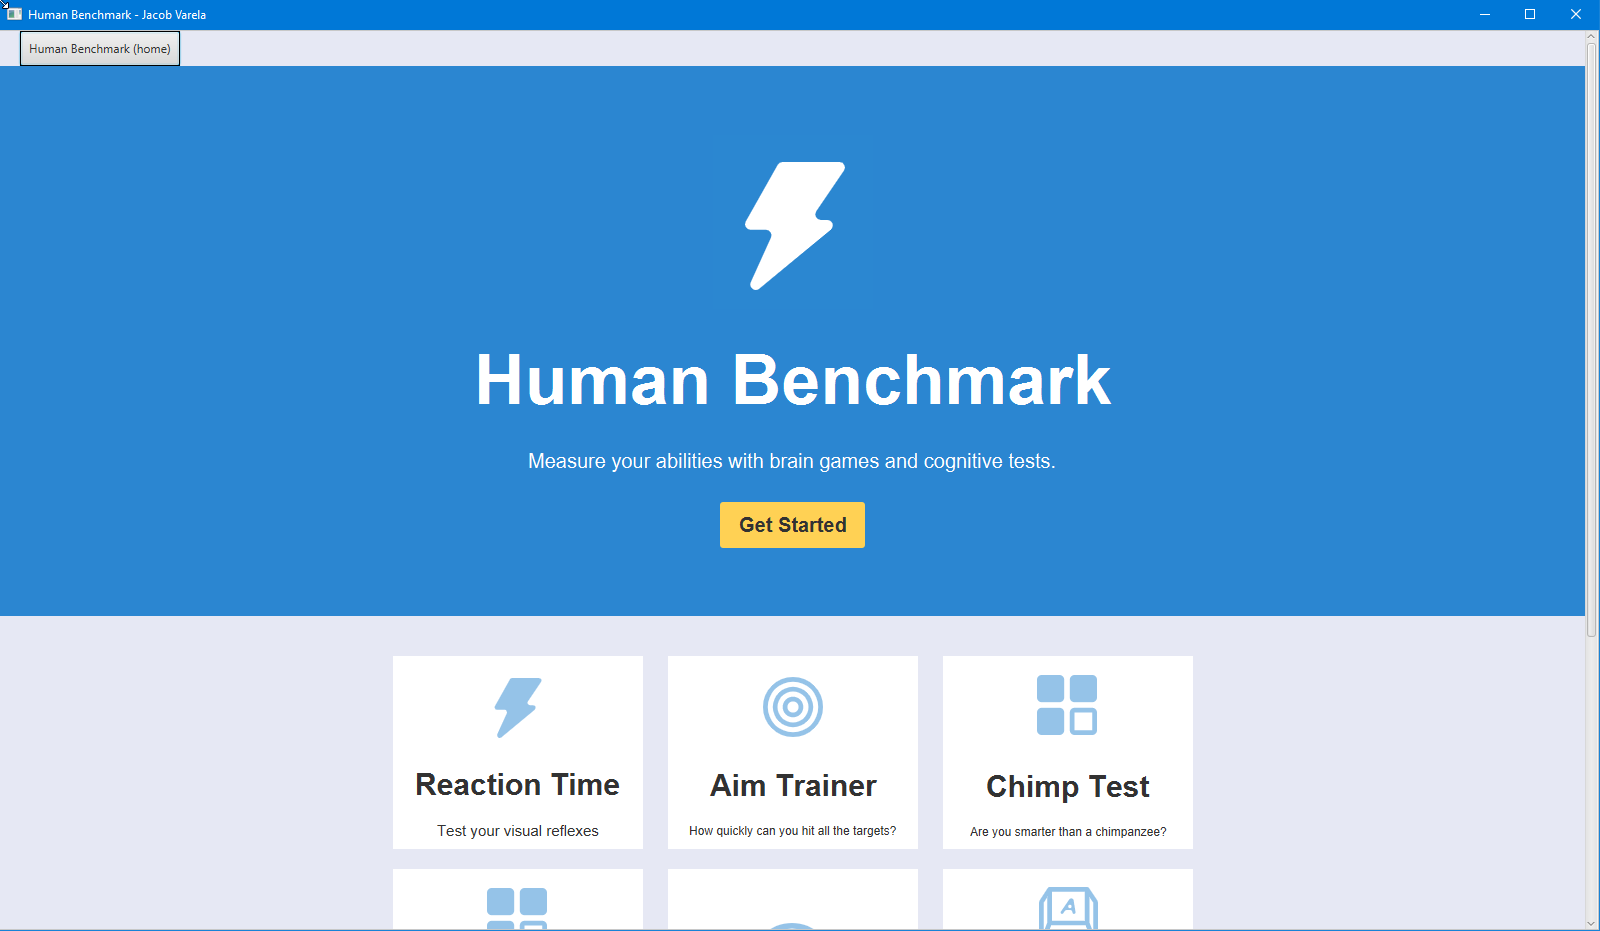 Human Benchmark - Jacob Varela
Human Benchmark (home)
Human Benchmark
Measure your abilities with brain games and cognitive tests.
Get Started
Reaction Time
Test your visual reflexes
Aim Trainer
How quickly can you hit all the targets?
Chimp Test
Are you smarter than a chimpanzee?
A